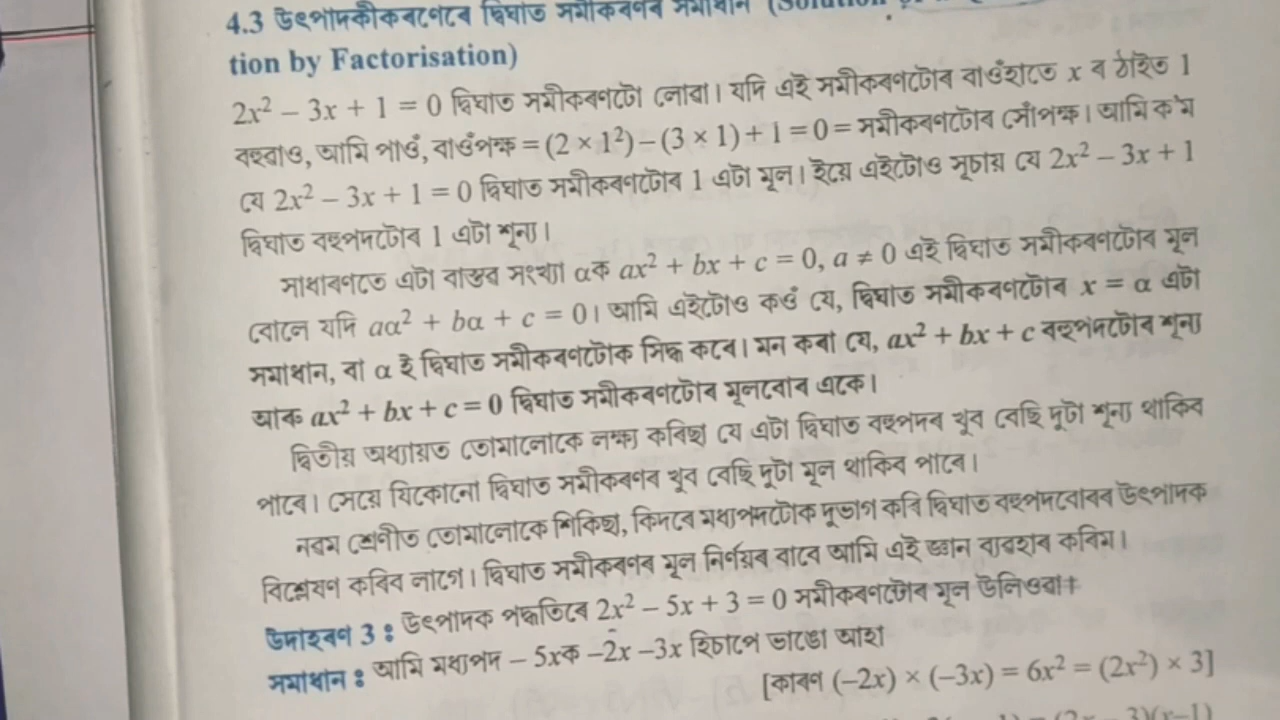 4.3 উৎপাদকীকৰণেৰে দ্বিঘাত সমীকৰণৰ সমাধান
tion by Factorisation)
2x² – 3x + 1 = 0 দ্বিঘাত সমীকৰণটো লোৱা। যদি এই সমীকৰণটোৰ বাওঁহাতে x ৰ ঠাইত 1
বহুৱাও, আমি পাওঁ, বাওঁপক্ষ = (2 × 1²) – (3 × 1) + 1 = 0 = সমীকৰণটোৰ সোঁপক্ষ। আমি ক'ম
যে 2x² – 3x + 1 = 0 দ্বিঘাত সমীকৰণটোৰ 1 এটা মূল। ইয়ে এইটোও সূচায় যে 2x² – 3x + 1
দ্বিঘাত বহুপদটোৰ 1 এটা শূন্য।
সাধাৰণতে এটা বাস্তৱ সংখ্যা αক ax² + bx + c = 0, a ≠ 0 এই দ্বিঘাত সমীকৰণটোৰ মূল
বোলে যদি aα² + bα + c = 0। আমি এইটোও কওঁ যে, দ্বিঘাত সমীকৰণটোৰ x = α এটা
সমাধান, বা α ই দ্বিঘাত সমীকৰণটোক সিদ্ধ কৰে। মন কৰা যে, ax² + bx + c বহুপদটোৰ শূন্য
আৰু ax² + bx + c = 0 দ্বিঘাত সমীকৰণটোৰ মূলবোৰ একে।
দ্বিতীয় অধ্যায়ত তোমালোকে লক্ষ্য কৰিছা যে এটা দ্বিঘাত বহুপদৰ খুব বেছি দুটা শূন্য থাকিব
পাৰে। সেয়ে যিকোনো দ্বিঘাত সমীকৰণৰ খুব বেছি দুটা মূল থাকিব পাৰে।
নৱম শ্ৰেণীত তোমালোকে শিকিছা, কিদৰে মধ্যপদটোক দুভাগ কৰি দ্বিঘাত বহুপদবোৰৰ উৎপাদক
বিশ্লেষণ কৰিব লাগে। দ্বিঘাত সমীকৰণৰ মূল নিৰ্ণয়ৰ বাবে আমি এই জ্ঞান ব্যৱহাৰ কৰিম।
উদাহৰণ 3 : উৎপাদক পদ্ধতিৰে 2x² – 5x + 3 = 0 সমীকৰণটোৰ মূল উলিওৱা।
সমাধান : আমি মধ্যপদ – 5xক –2x –3x হিচাপে ভাঙো আহা
[কাৰণ (–2x) × (–3x) = 6x² = (2x²) × 3]